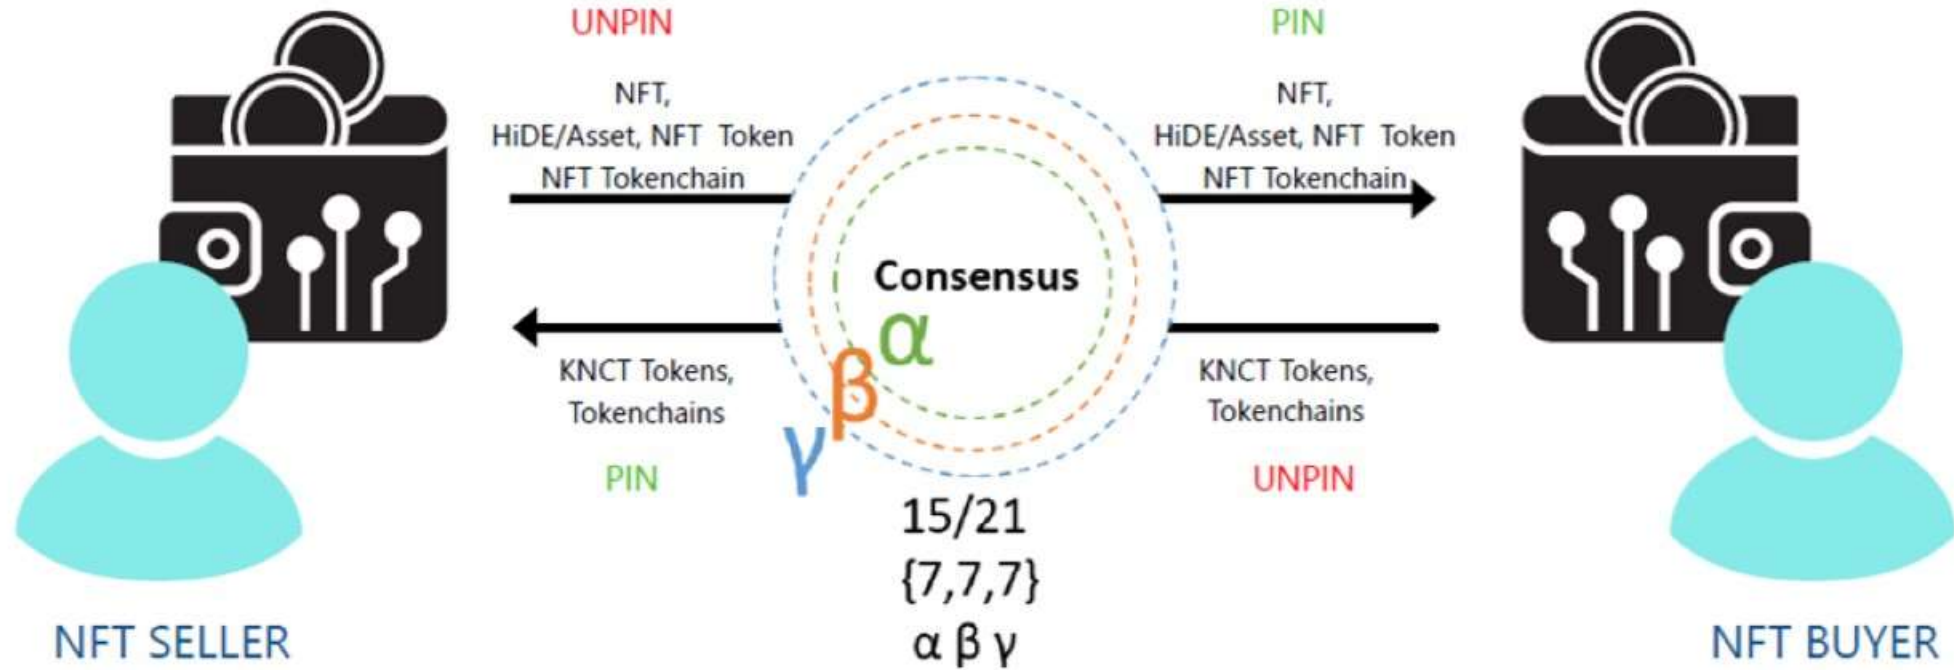 UNPIN
PIN
NFT,
HiDE/Asset, NFT Token
NFT Tokenchain
NFT,
HiDE/Asset, NFT Token
NFT Tokenchain
Consensus
α
β
γ
KNCT Tokens,
Tokenchains
PIN
KNCT Tokens,
Tokenchains
UNPIN
15/21
{7,7,7}
α β γ
NFT SELLER
NFT BUYER